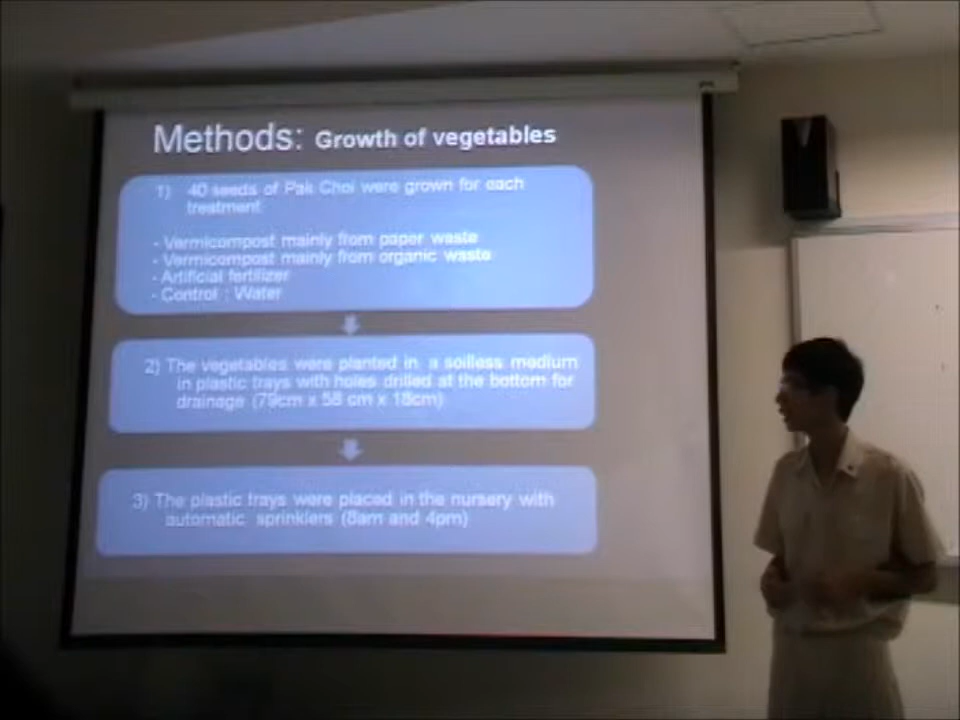 Methods: Growth of vegetables
1) 40 seeds of Pak Choi were grown for each
treatment
- Vermicompost mainly from paper waste
- Vermicompost mainly from organic waste
- Artificial fertilizer
- Control : Water
2) The vegetables were planted in a soilless medium
in plastic trays with holes drilled at the bottom for
drainage (79cm x 58 cm x 18cm)
3) The plastic trays were placed in the nursery with
automatic sprinklers (8am and 4pm)